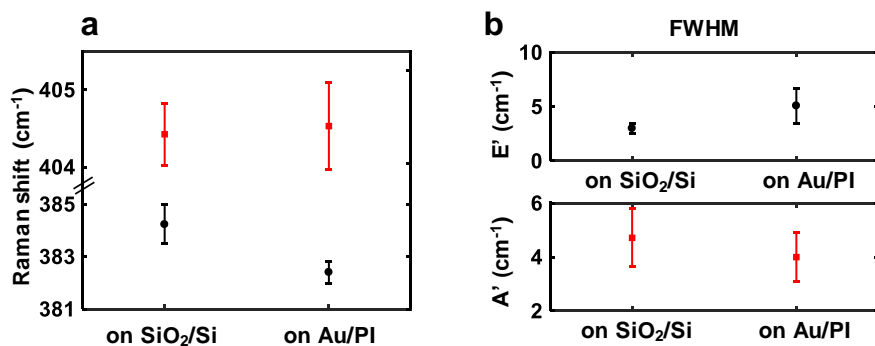 a
Raman shift (cm⁻¹)
405
404
385
383
381
on SiO₂/Si
on Au/PI
b
FWHM
E' (cm⁻¹)
10
5
0
on SiO₂/Si
on Au/PI
A' (cm⁻¹)
6
4
2
on SiO₂/Si
on Au/PI